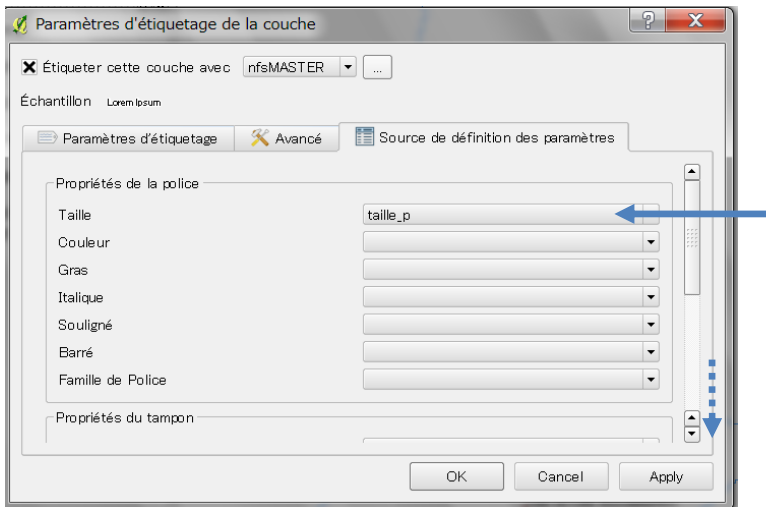 Paramètres d'étiquetage de la couche
Étiqueter cette couche avec nfsMASTER ...
Échantillon Lorem Ipsum
Paramètres d'étiquetage Avancé Source de définition des paramètres
Propriétés de la police
Taille taille_p
Couleur
Gras
Italique
Souligné
Barré
Famille de Police
Propriétés du tampon
OK Cancel Apply